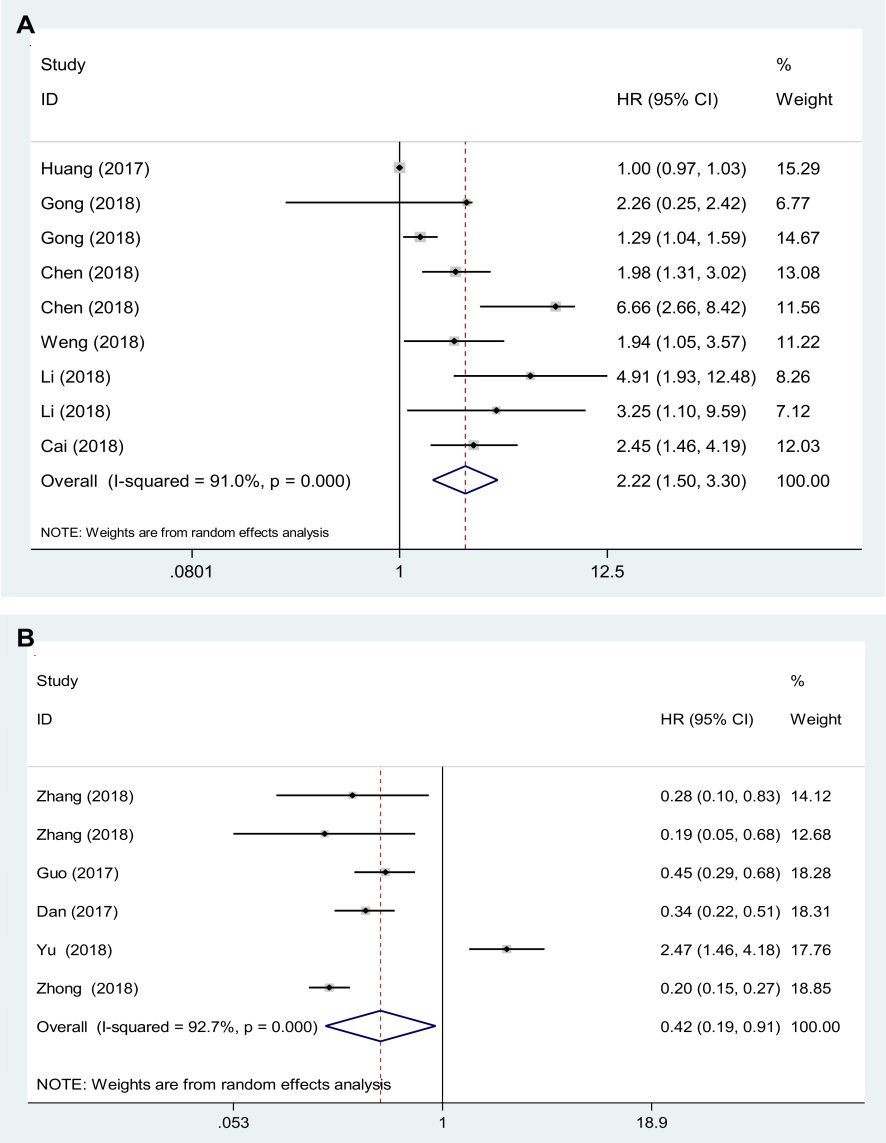 A
Study %
ID HR (95% CI) Weight
Huang (2017) 1.00 (0.97, 1.03) 15.29
Gong (2018) 2.26 (0.25, 2.42) 6.77
Gong (2018) 1.29 (1.04, 1.59) 14.67
Chen (2018) 1.98 (1.31, 3.02) 13.08
Chen (2018) 6.66 (2.66, 8.42) 11.56
Weng (2018) 1.94 (1.05, 3.57) 11.22
Li (2018) 4.91 (1.93, 12.48) 8.26
Li (2018) 3.25 (1.10, 9.59) 7.12
Cai (2018) 2.45 (1.46, 4.19) 12.03
Overall (I-squared = 91.0%, p = 0.000) 2.22 (1.50, 3.30) 100.00
NOTE: Weights are from random effects analysis
.0801 1 12.5
B
Study %
ID HR (95% CI) Weight
Zhang (2018) 0.28 (0.10, 0.83) 14.12
Zhang (2018) 0.19 (0.05, 0.68) 12.68
Guo (2017) 0.45 (0.29, 0.68) 18.28
Dan (2017) 0.34 (0.22, 0.51) 18.31
Yu (2018) 2.47 (1.46, 4.18) 17.76
Zhong (2018) 0.20 (0.15, 0.27) 18.85
Overall (I-squared = 92.7%, p = 0.000) 0.42 (0.19, 0.91) 100.00
NOTE: Weights are from random effects analysis
.053 1 18.9